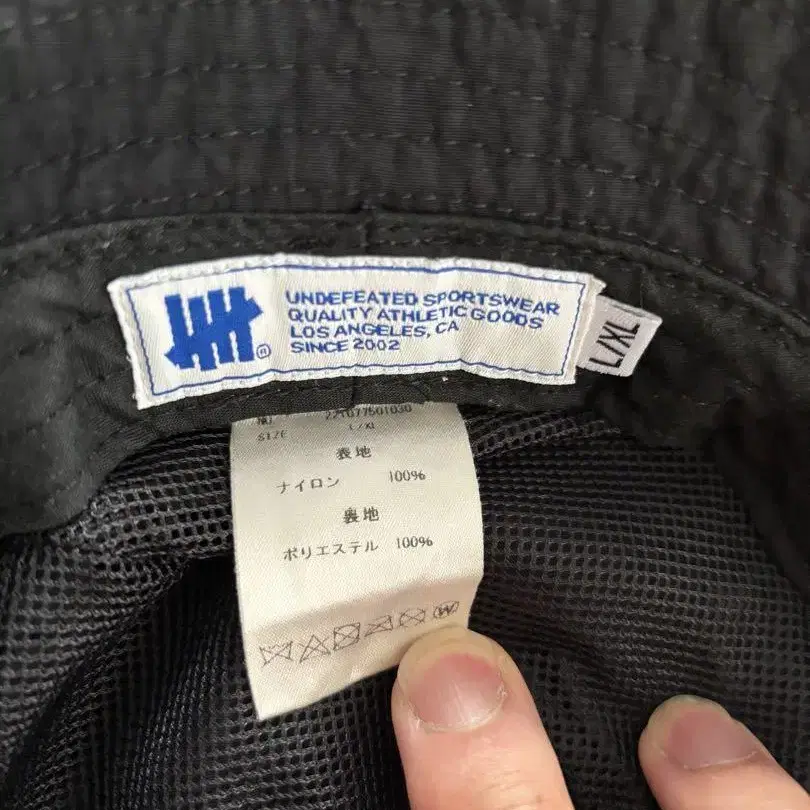 UNDEFEATED SPORTSWEAR
QUALITY ATHLETIC GOODS
LOS ANGELES, CA
SINCE 2002
®
L/XL
SIZE L/XL
表地
ナイロン 100%
裏地
ポリエステル 100%
W